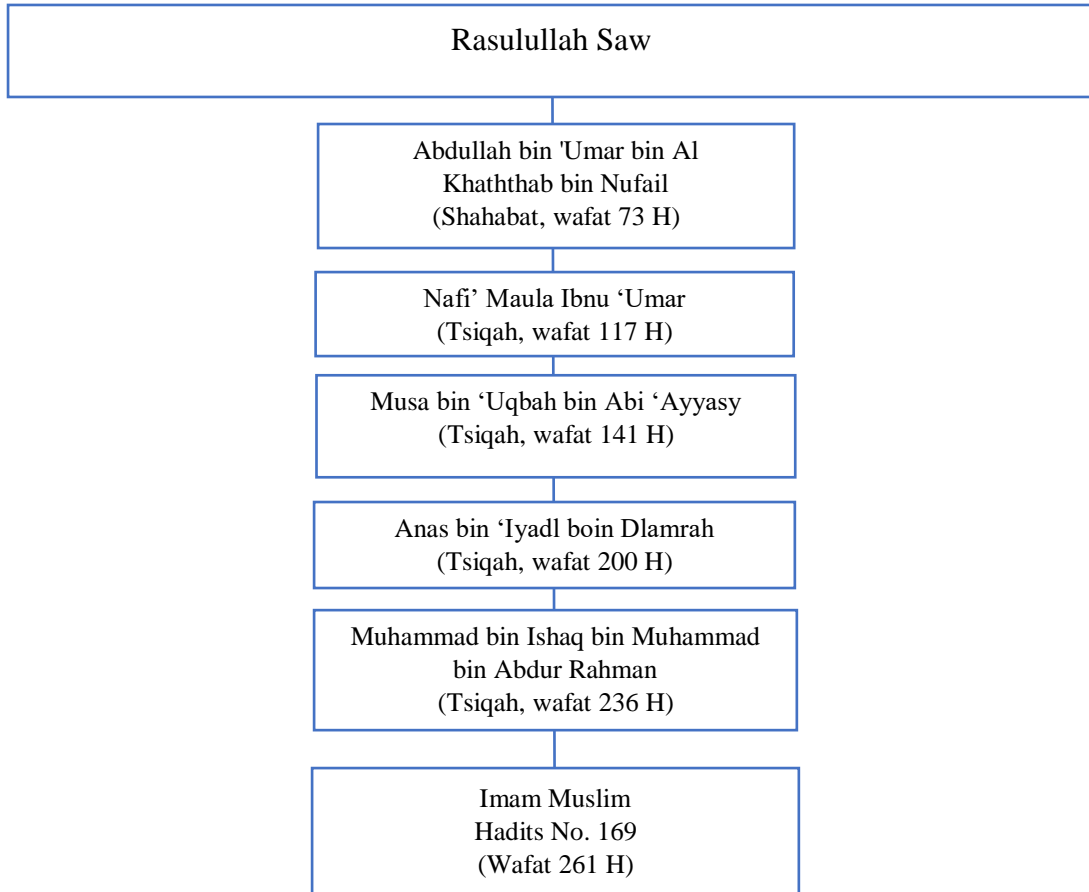 Rasulullah Saw
Abdullah bin 'Umar bin Al
Khaththab bin Nufail
(Shahabat, wafat 73 H)
Nafi’ Maula Ibnu ‘Umar
(Tsiqah, wafat 117 H)
Musa bin ‘Uqbah bin Abi ‘Ayyasy
(Tsiqah, wafat 141 H)
Anas bin ‘Iyadl boin Dlamrah
(Tsiqah, wafat 200 H)
Muhammad bin Ishaq bin Muhammad
bin Abdur Rahman
(Tsiqah, wafat 236 H)
Imam Muslim
Hadits No. 169
(Wafat 261 H)